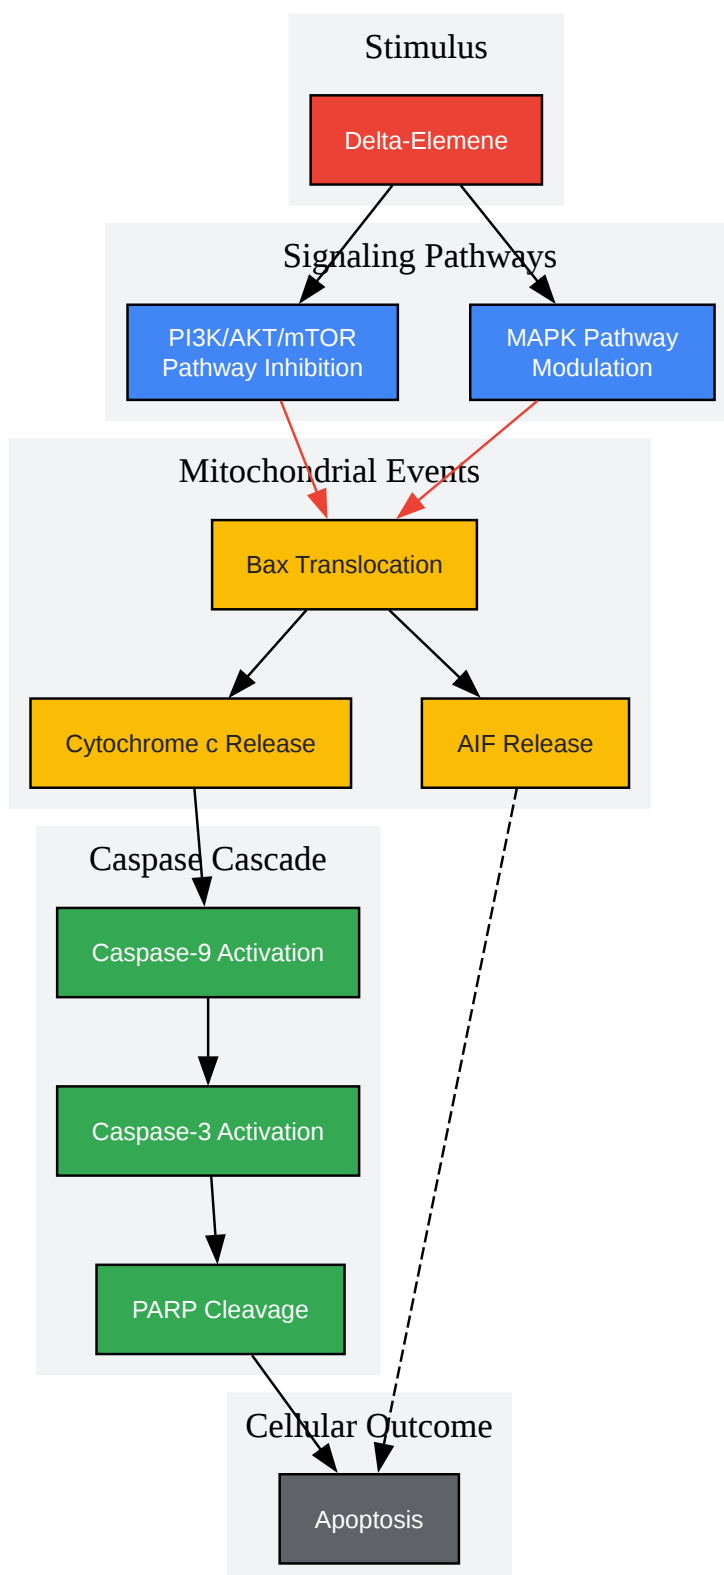 Stimulus
Delta-Elemene
Signaling Pathways
PI3K/AKT/mTOR
Pathway Inhibition
MAPK Pathway
Modulation
Mitochondrial Events
Bax Translocation
Cytochrome c Release
AIF Release
Caspase Cascade
Caspase-9 Activation
Caspase-3 Activation
PARP Cleavage
Cellular Outcome
Apoptosis